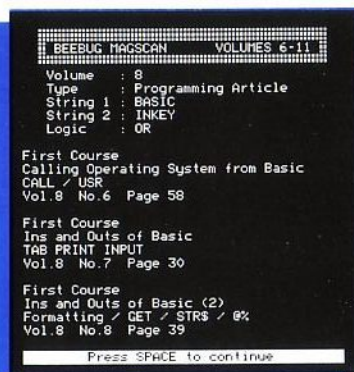 BEEBUG MAGSCAN VOLUMES 6-11
Volume : 8
Type : Programming Article
String 1 : BASIC
String 2 : INKEY
Logic : OR
First Course
Calling Operating System from Basic
CALL / USR
Vol.8 No.6 Page 58
First Course
Ins and Outs of Basic
TAB PRINT INPUT
Vol.8 No.7 Page 30
First Course
Ins and Outs of Basic (2)
Formatting / GET / STR$ / @%
Vol.8 No.8 Page 39
Press SPACE to continue